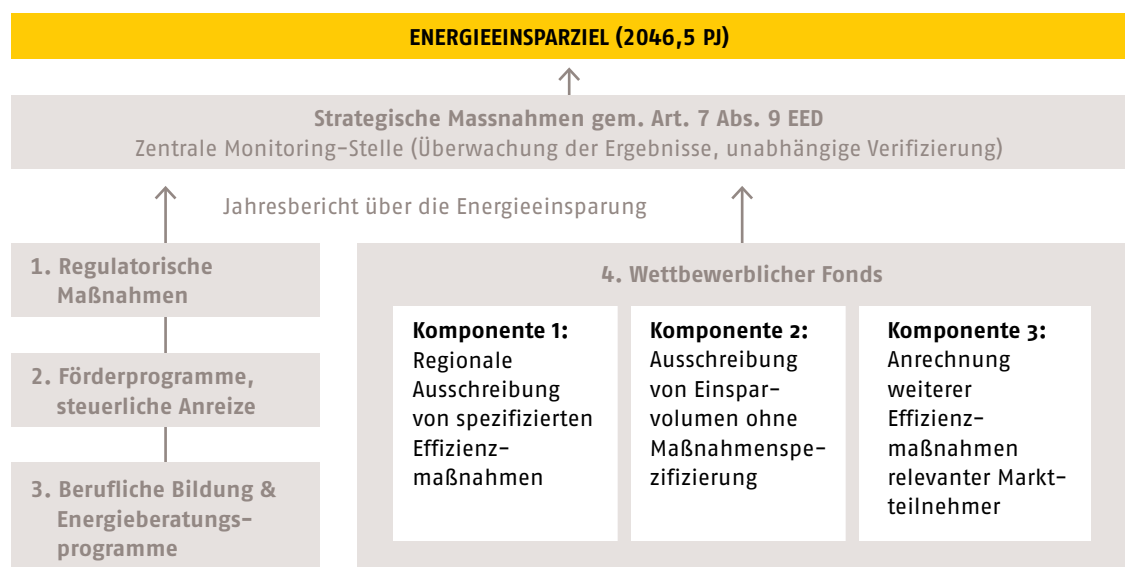 ENERGIEEINSPARZIEL (2046,5 PJ)
Strategische Massnahmen gem. Art. 7 Abs. 9 EED
Zentrale Monitoring-Stelle (Überwachung der Ergebnisse, unabhängige Verifizierung)
Jahresbericht über die Energieeinsparung
1. Regulatorische
Maßnahmen
2. Förderprogramme,
steuerliche Anreize
3. Berufliche Bildung &
Energieberatungs-
programme
4. Wettbewerblicher Fonds
Komponente 1:
Regionale
Ausschreibung
von spezifizierten
Effizienz-
maßnahmen
Komponente 2:
Ausschreibung
von Einspar-
volumen ohne
Maßnahmenspe-
zifizierung
Komponente 3:
Anrechnung
weiterer
Effizienz-
maßnahmen
relevanter Markt-
teilnehmer